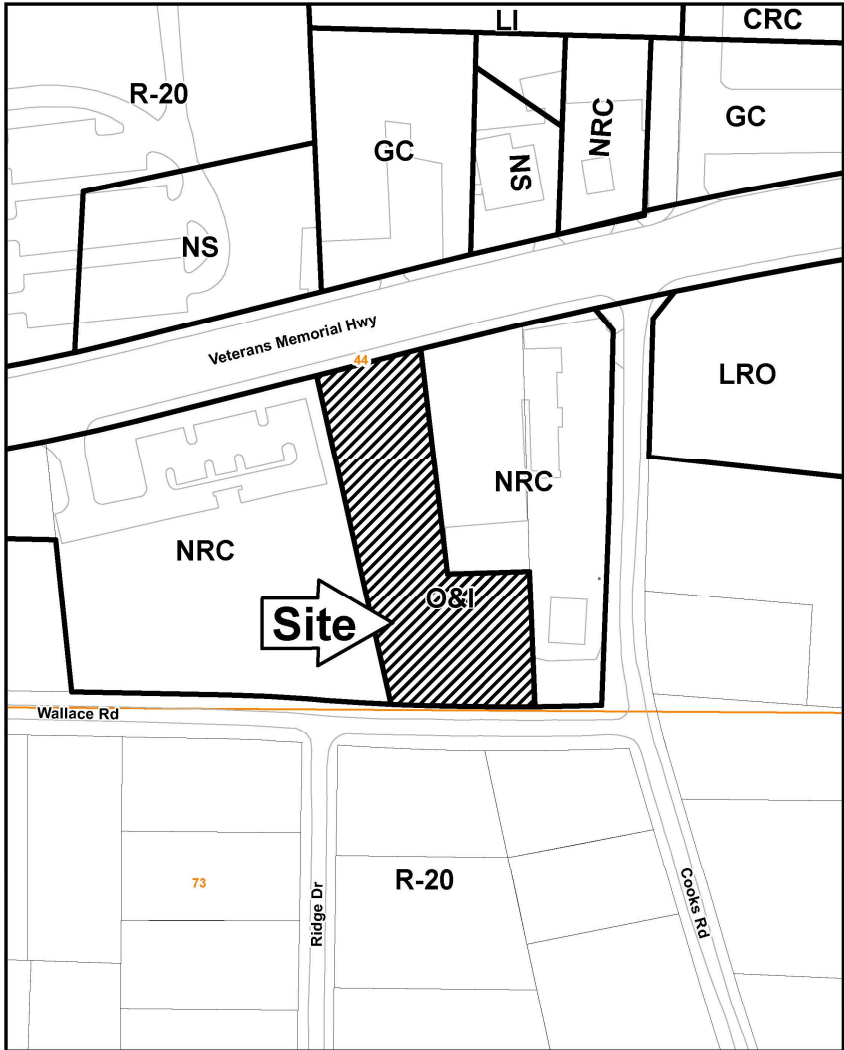 LI
CRC
R-20
GC
NRC
GC
NS
NS
Veterans Memorial Hwy
44
LRO
NRC
NRC
O&I
Site
Wallace Rd
73
R-20
Ridge Dr
Cooks Rd